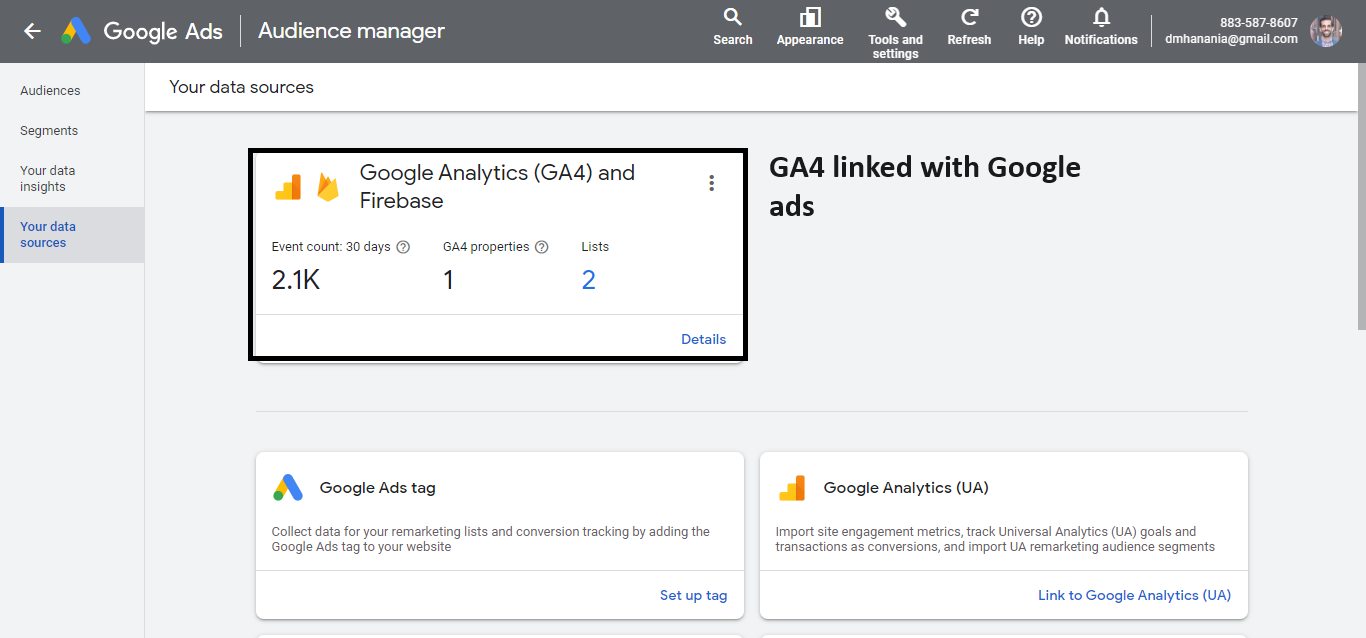 Google Ads
Audience manager
Search
Appearance
Tools and
settings
Refresh
Help
Notifications
883-587-8607
dmhanania@gmail.com
Audiences
Segments
Your data
insights
Your data
sources
Your data sources
Google Analytics (GA4) and
Firebase
Event count: 30 days ?
GA4 properties ?
Lists
2.1K
1
2
Details
GA4 linked with Google
ads
Google Ads tag
Collect data for your remarketing lists and conversion tracking by adding the
Google Ads tag to your website
Set up tag
Google Analytics (UA)
Import site engagement metrics, track Universal Analytics (UA) goals and
transactions as conversions, and import UA remarketing audience segments
Link to Google Analytics (UA)